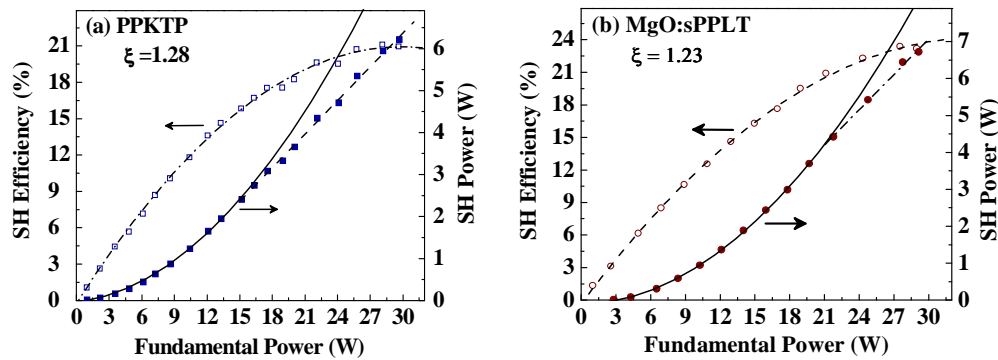 (a) PPKTP
ξ =1.28
SH Efficiency (%)
21
18
15
12
9
6
3
0
SH Power (W)
6
5
4
3
2
1
0
0 3 6 9 12 15 18 21 24 27 30
Fundamental Power (W)
(b) MgO:sPPLT
ξ = 1.23
SH Efficiency (%)
27
24
21
18
15
12
9
6
3
0
SH Power (W)
7
6
5
4
3
2
1
0
0 3 6 9 12 15 18 21 24 27 30
Fundamental Power (W)